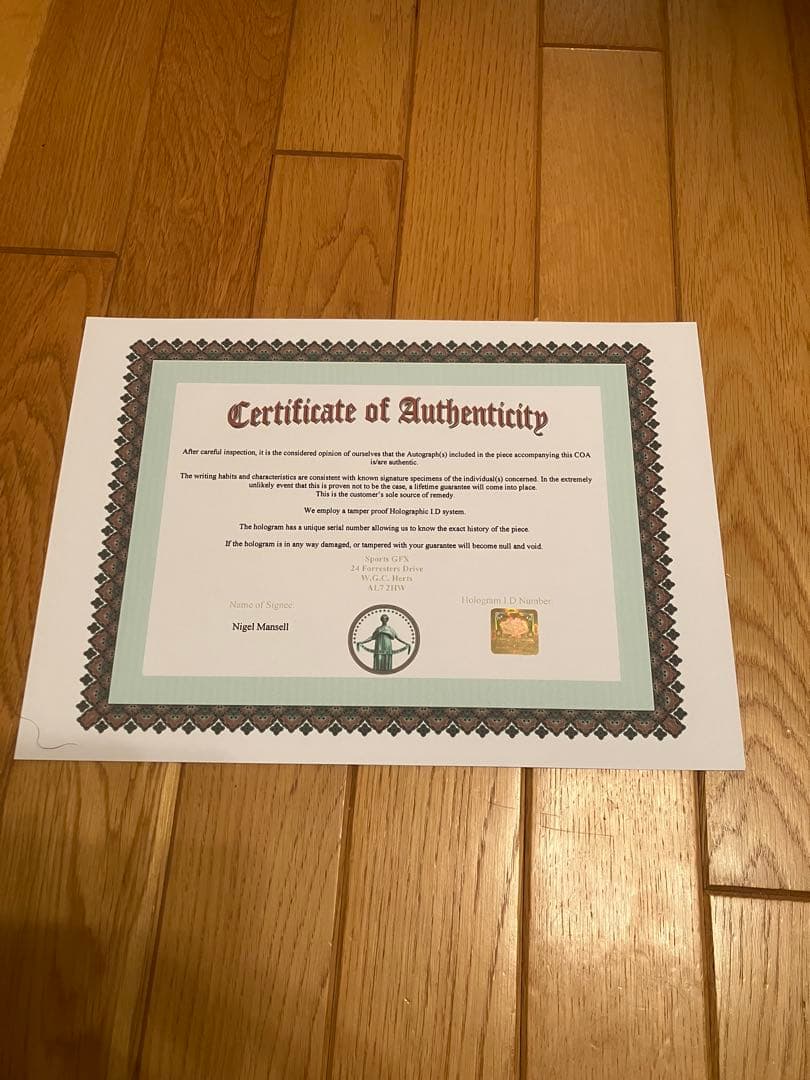 Certificate of Authenticity
After careful inspection, it is the considered opinion of ourselves that the Autograph(s) included in the piece accompanying this COA
is/are authentic.
The writing habits and characteristics are consistent with known signature specimens of the individual(s) concerned. In the extremely
unlikely event that this is proven not to be the case, a lifetime guarantee will come into place.
This is the customer's sole source of remedy.
We employ a tamper proof Holographic I.D system.
The hologram has a unique serial number allowing us to know the exact history of the piece.
If the hologram is in any way damaged, or tampered with your guarantee will become null and void.
Sports GFX
24 Forresters Drive
W.G.C. Herts
AL7 2HW
Name of Signee:
Hologram I.D Number:
Nigel Mansell